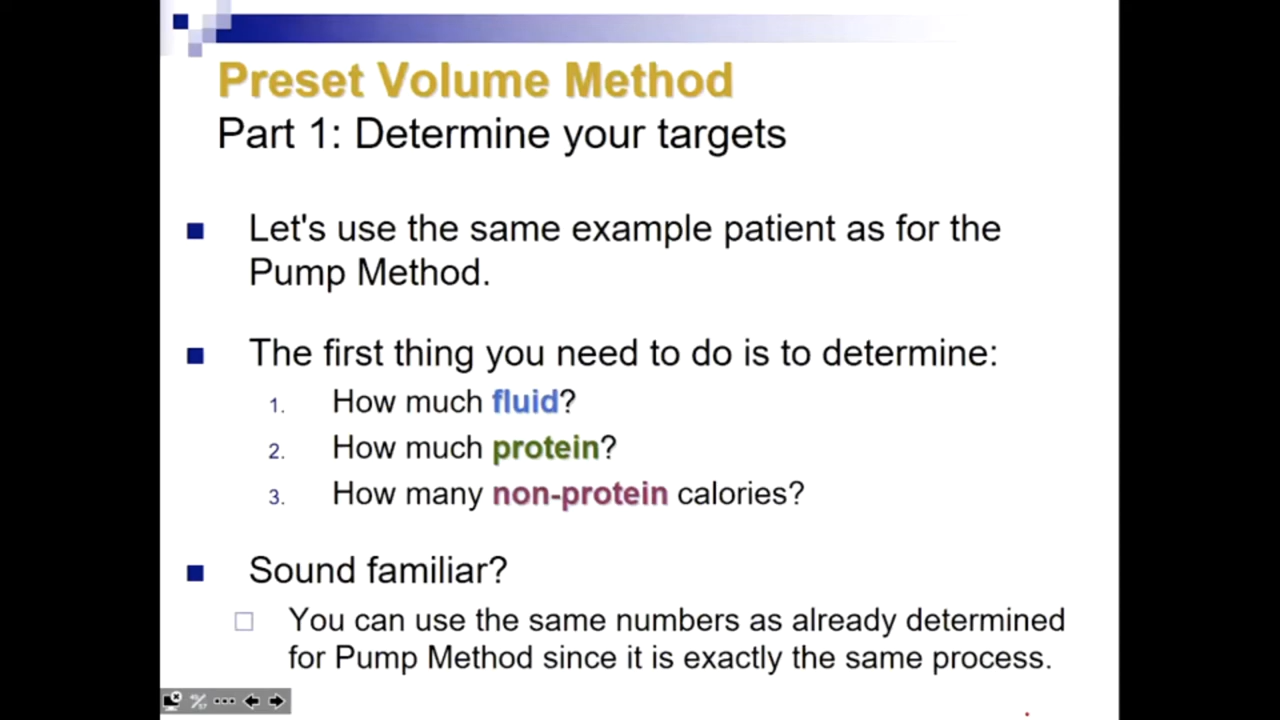 Preset Volume Method
Part 1: Determine your targets
Let's use the same example patient as for the
Pump Method.
The first thing you need to do is to determine:
1. How much fluid?
2. How much protein?
3. How many non-protein calories?
Sound familiar?
You can use the same numbers as already determined
for Pump Method since it is exactly the same process.